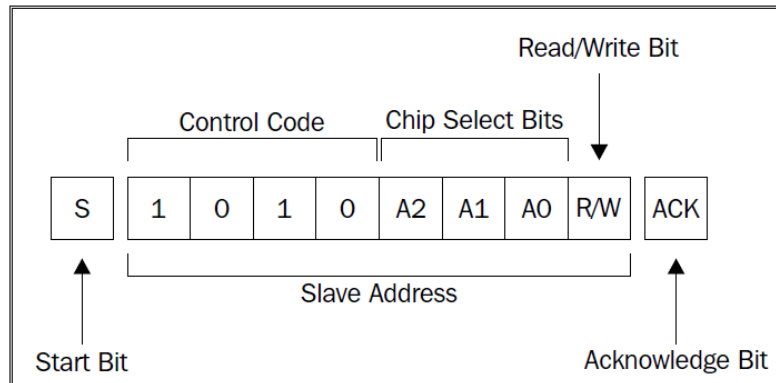 Read/Write Bit
Control Code Chip Select Bits
S 1 0 1 0 A2 A1 A0 R/W ACK
Slave Address
Start Bit Acknowledge Bit